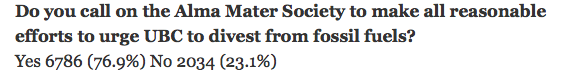 Do you call on the Alma Mater Society to make all reasonable
efforts to urge UBC to divest from fossil fuels?
Yes 6786 (76.9%) No 2034 (23.1%)